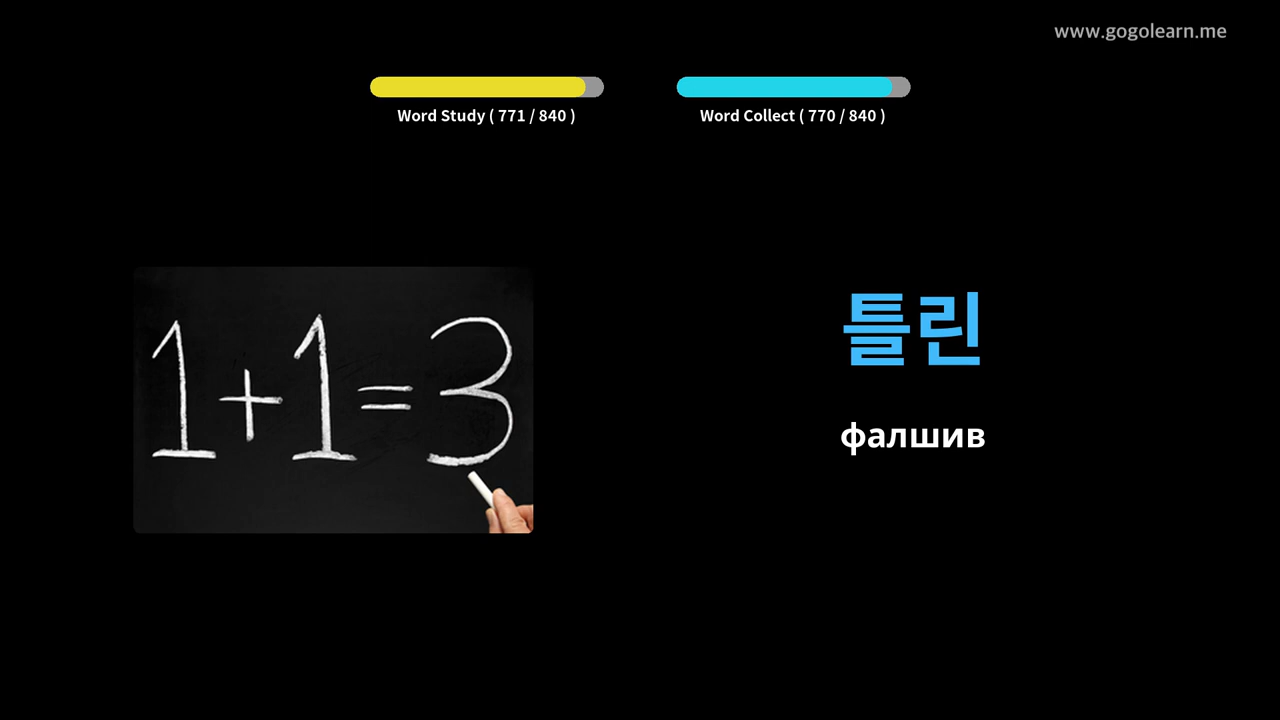 www.gogolearn.me
Word Study ( 771 / 840 )
Word Collect ( 770 / 840 )
1+1=3
틀린
фалшив